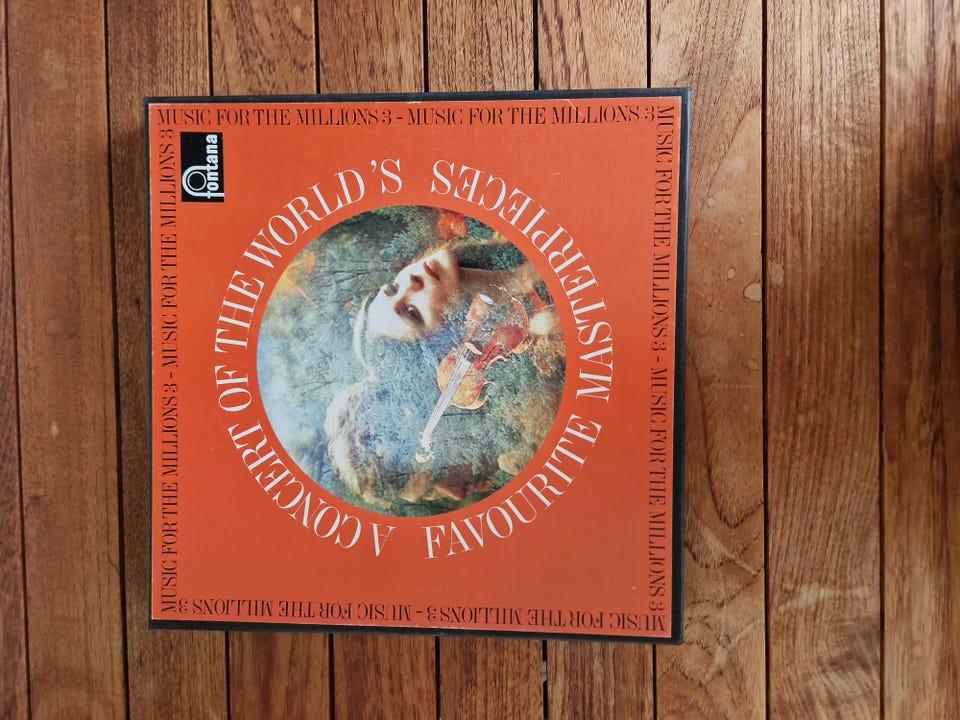 MUSIC FOR THE MILLIONS 3 - MUSIC FOR THE MILLIONS 3
MUSIC FOR THE MILLIONS 3 - MUSIC FOR THE MILLIONS 3
MUSIC FOR THE MILLIONS 3 - MUSIC FOR THE MILLIONS 3
MUSIC FOR THE MILLIONS 3 - MUSIC FOR THE MILLIONS 3
fontana
A CONCERT OF THE WORLD'S
FAVOURITE MASTERPIECES